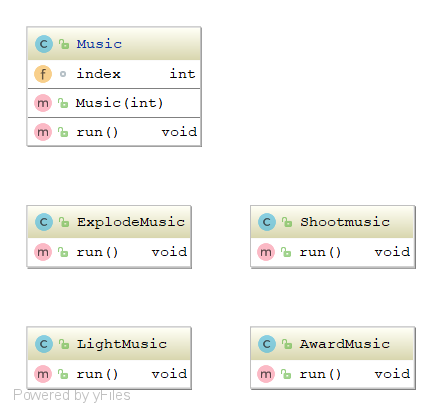 C Music
f index int
m Music(int)
m run() void
C ExplodeMusic
m run() void
C Shootmusic
m run() void
C LightMusic
m run() void
C AwardMusic
m run() void
Powered by yFiles